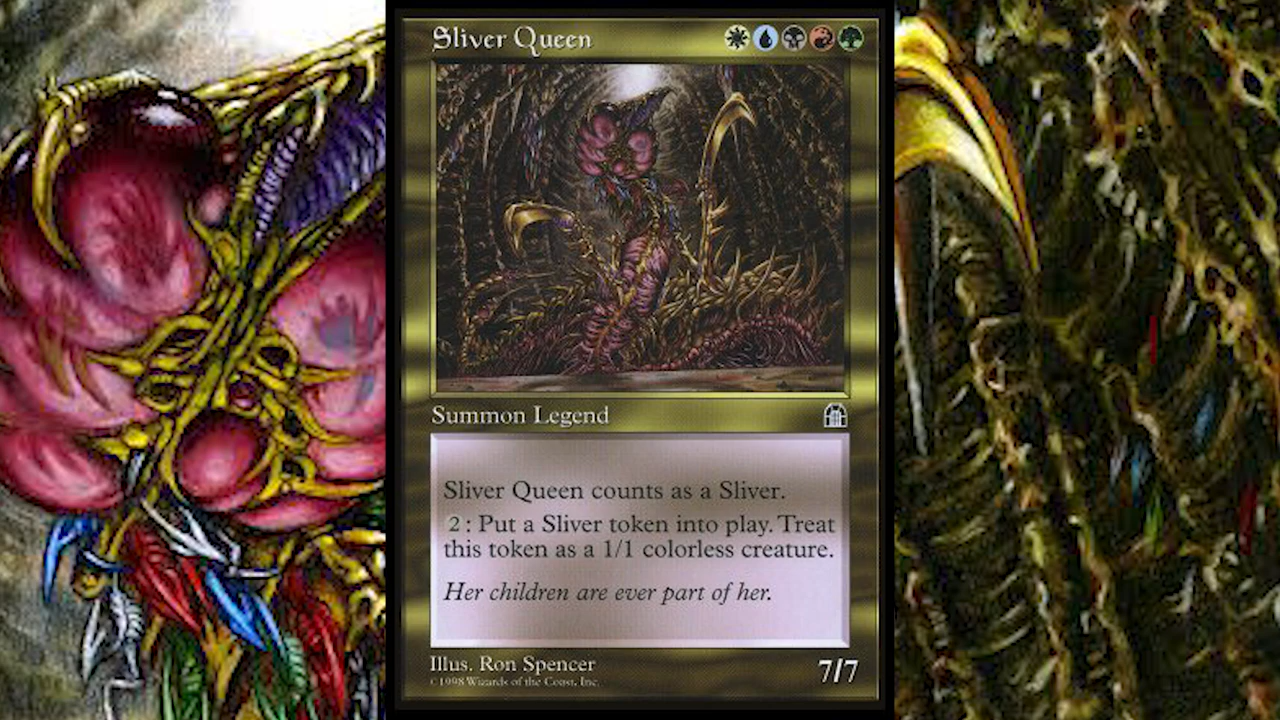 Sliver Queen
Summon Legend
Sliver Queen counts as a Sliver.
2: Put a Sliver token into play. Treat
this token as a 1/1 colorless creature.
Her children are ever part of her.
Illus. Ron Spencer
©1998 Wizards of the Coast, Inc.
7/7